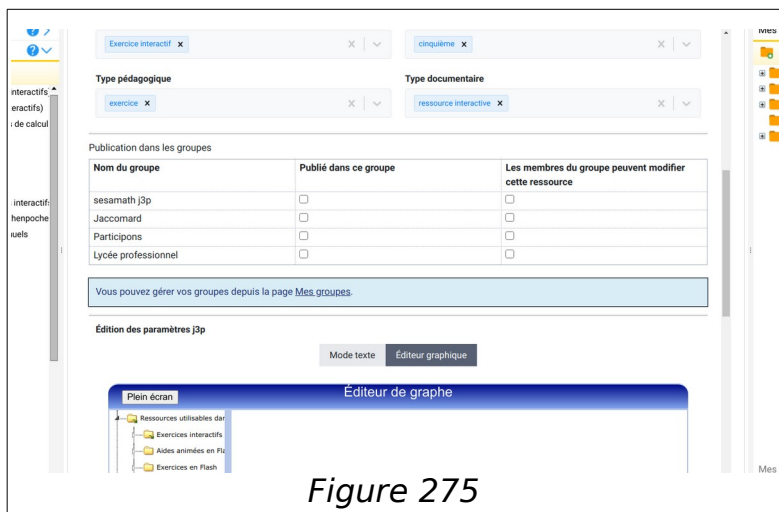 Mes
Exercice interactif x
cinquième x
Type pédagogique
Type documentaire
exercice x
ressource interactive x
nteractifs
eractifs)
s de calcul
interactifs
henpoche
uels
Publication dans les groupes
Nom du groupe Publié dans ce groupe Les membres du groupe peuvent modifier
cette ressource
sesamath j3p
Jaccomard
Participons
Lycée professionnel
Vous pouvez gérer vos groupes depuis la page Mes groupes.
Édition des paramètres j3p
Mode texte Éditeur graphique
Plein écran Éditeur de graphe
Ressources utilisables dan
Exercices interactifs
Aides animées en Fla
Exercices en Flash
Mes
Figure 275